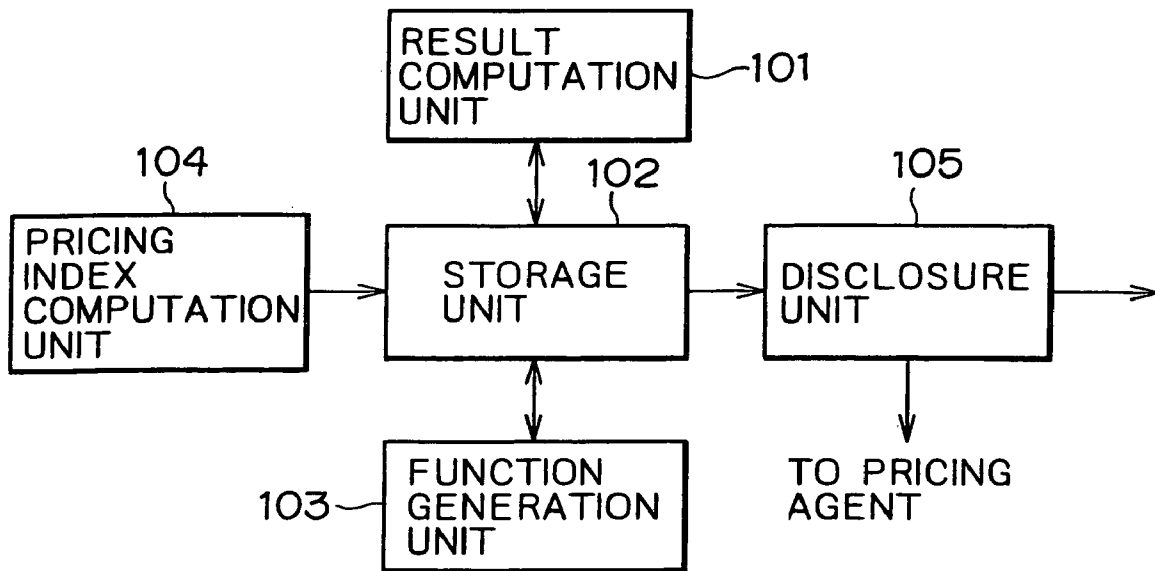 RESULT
COMPUTATION
UNIT
101
104
102
105
PRICING
INDEX
COMPUTATION
UNIT
STORAGE
UNIT
DISCLOSURE
UNIT
103
FUNCTION
GENERATION
UNIT
TO PRICING
AGENT